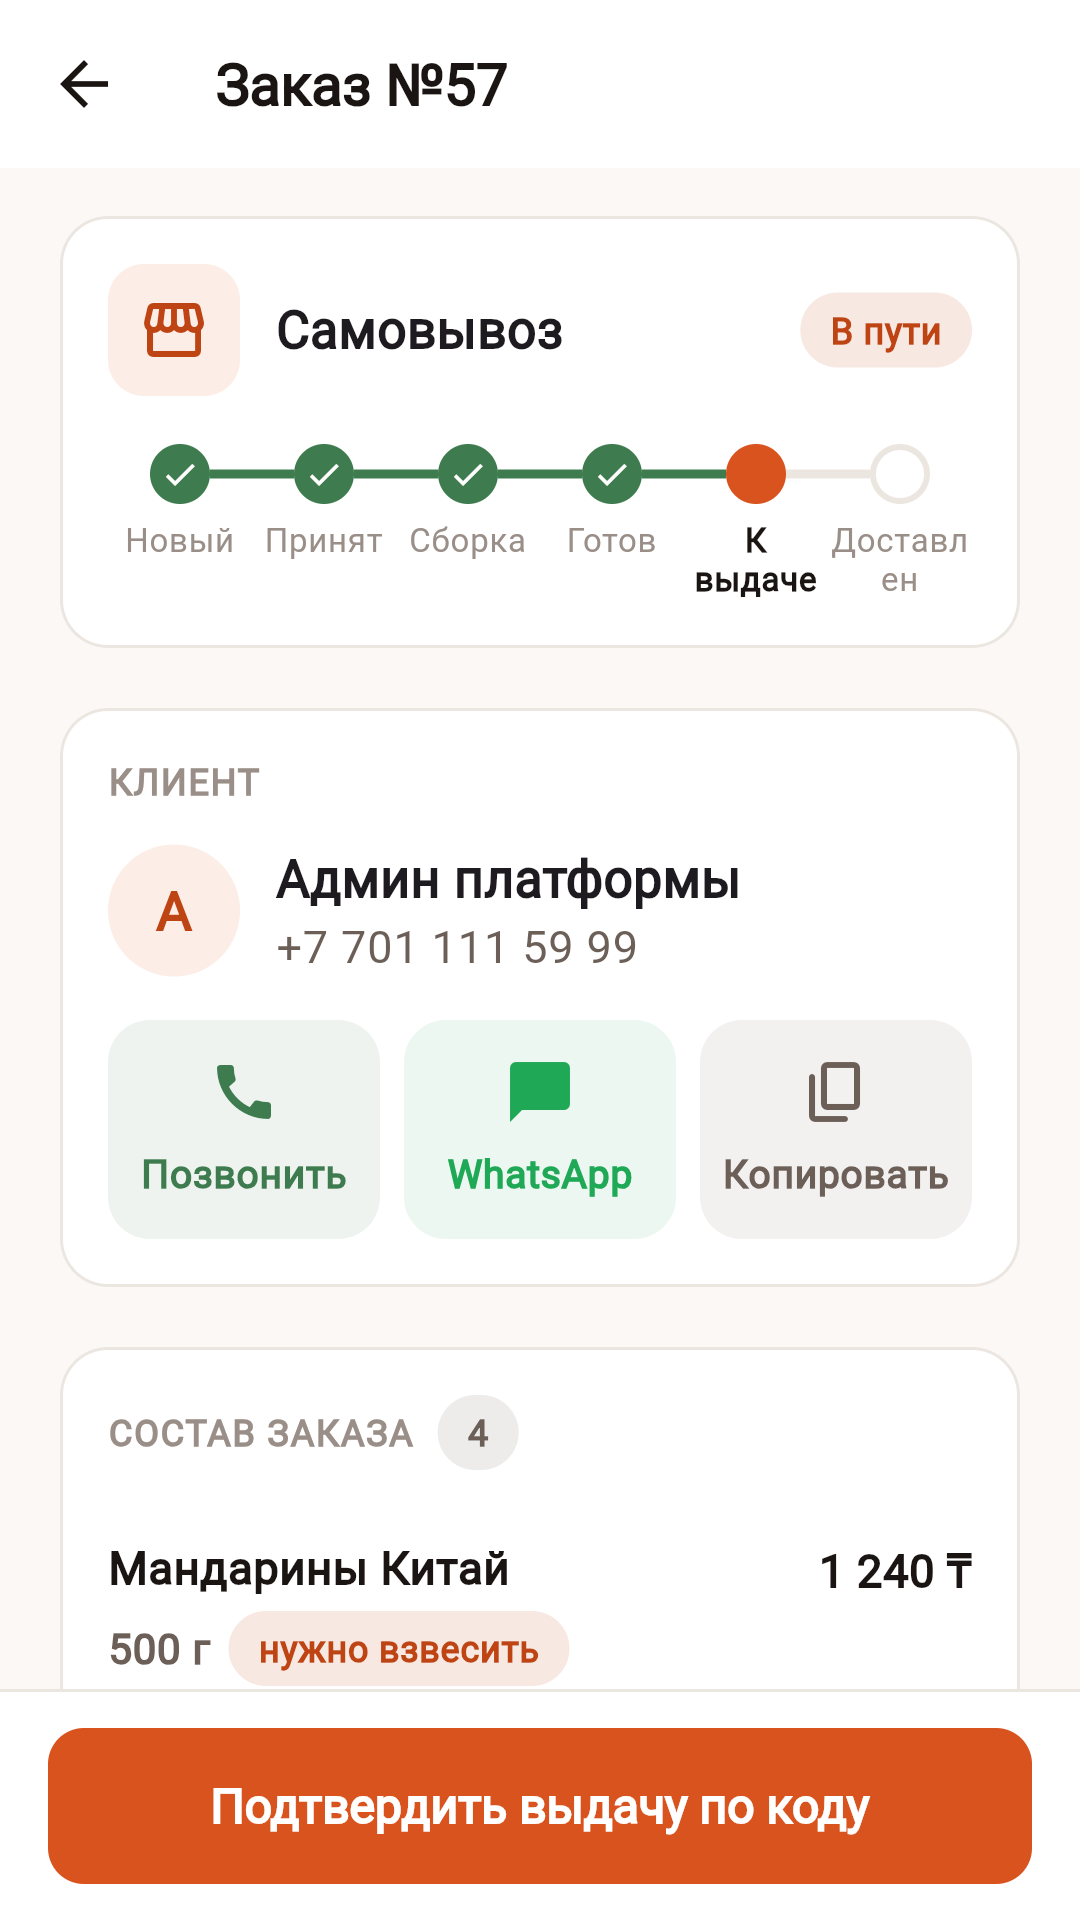 Заказ №57
Самовывоз
В пути
Новый
Принят
Сборка
Готов
К
выдаче
Доставл
ен
КЛИЕНТ
А
Админ платформы
+7 701 111 59 99
Позвонить
WhatsApp
Копировать
СОСТАВ ЗАКАЗА 4
Мандарины Китай
1 240 ₸
500 г
нужно взвесить
Подтвердить выдачу по коду